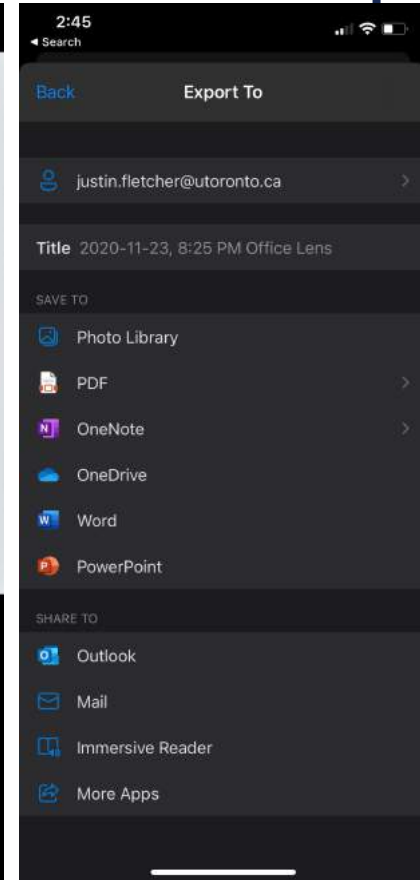 2:45
◀ Search
Back
Export To
justin.fletcher@utoronto.ca
Title 2020-11-23, 8:25 PM Office Lens
SAVE TO
Photo Library
PDF
OneNote
OneDrive
Word
PowerPoint
SHARE TO
Outlook
Mail
Immersive Reader
More Apps